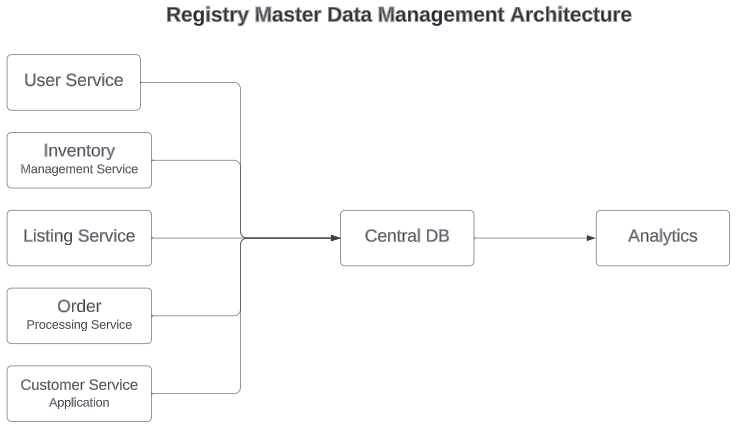 Registry Master Data Management Architecture
User Service
Inventory
Management Service
Listing Service
Central DB
Analytics
Order
Processing Service
Customer Service
Application